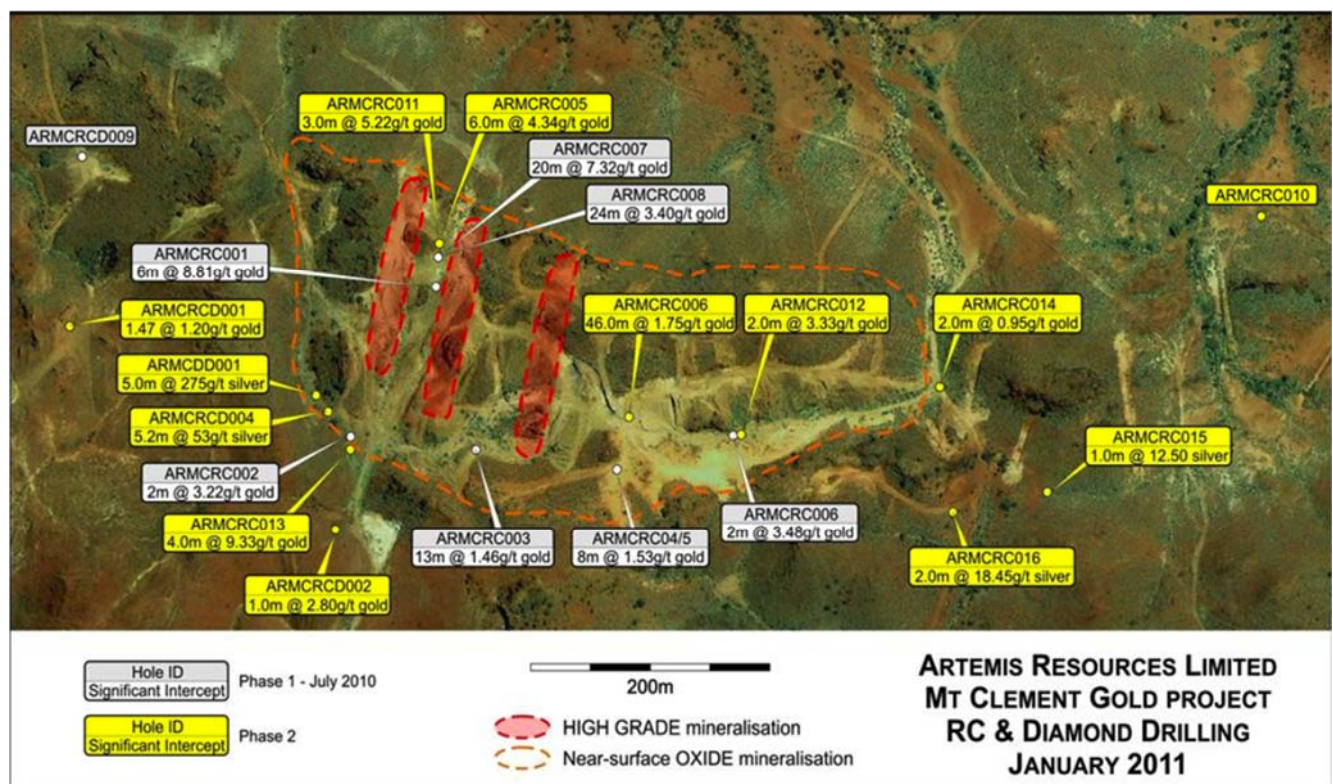 ARMCRC011
3.0m @ 5.22g/t gold
ARMCRC005
6.0m @ 4.34g/t gold
ARMCRCD009
ARMCRC007
20m @ 7.32g/t gold
ARMCRC008
24m @ 3.40g/t gold
ARMCRC010
ARMCRC001
6m @ 8.81g/t gold
ARMCRCD001
1.47 @ 1.20g/t gold
ARMCRC006
46.0m @ 1.75g/t gold
ARMCRC012
2.0m @ 3.33g/t gold
ARMCRC014
2.0m @ 0.95g/t gold
ARMCDD001
5.0m @ 275g/t silver
ARMCRCD004
5.2m @ 53g/t silver
ARMCRC015
1.0m @ 12.50 silver
ARMCRC002
2m @ 3.22g/t gold
ARMCRC013
4.0m @ 9.33g/t gold
ARMCRC003
13m @ 1.46g/t gold
ARMCRC04/5
8m @ 1.53g/t gold
ARMCRC006
2m @ 3.48g/t gold
ARMCRC016
2.0m @ 18.45g/t silver
ARMCRCD002
1.0m @ 2.80g/t gold
Hole ID
Significant Intercept
Phase 1 - July 2010
Hole ID
Significant Intercept
Phase 2
200m
HIGH GRADE mineralisation
Near-surface OXIDE mineralisation
ARTEMIS RESOURCES LIMITED
MT CLEMENT GOLD PROJECT
RC & DIAMOND DRILLING
JANUARY 2011